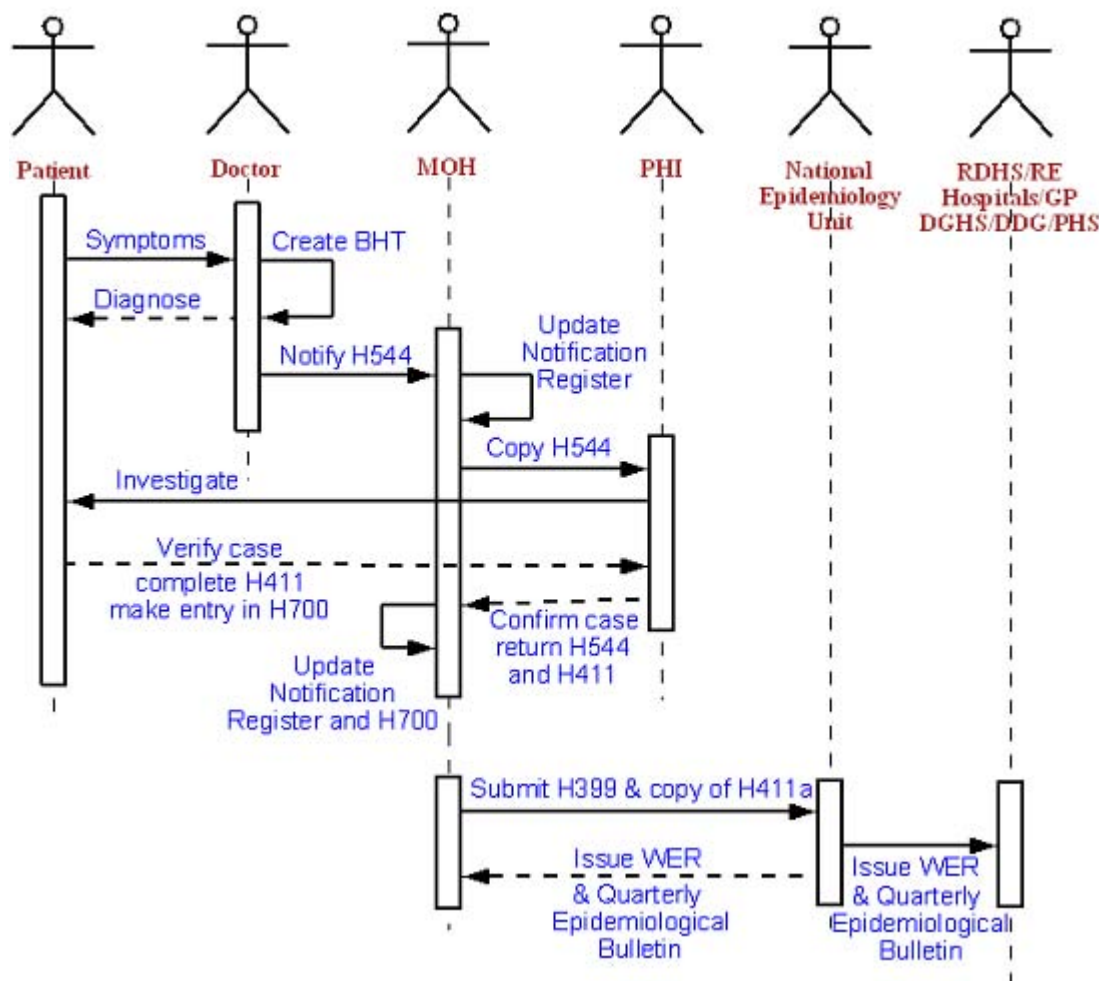 Patient
Doctor
MOH
PHI
National
Epidemiology
Unit
RDHS/RE
Hospitals/GP
DGHS/DDG/PHS
Symptoms
Create BHT
Diagnose
Notify H544
Update
Notification
Register
Copy H544
Investigate
Verify case
complete H411
make entry in H700
Confirm case
return H544
and H411
Update
Notification
Register and H700
Submit H399 & copy of H411a
Issue WER
& Quarterly
Epidemiological
Bulletin
Issue WER
& Quarterly
Epidemiological
Bulletin